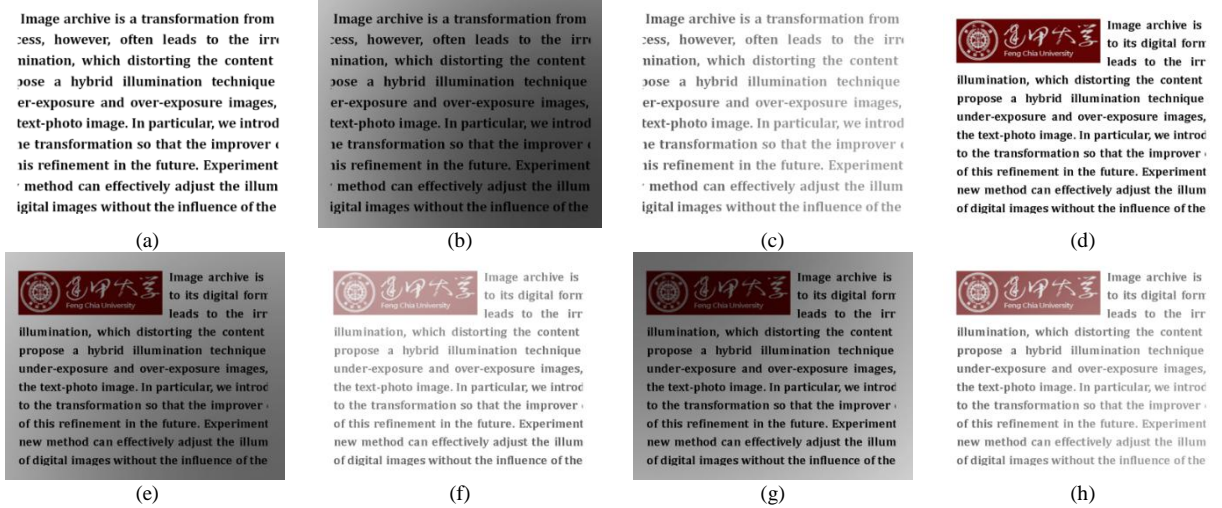 Image archive is a transformation from
cess, however, often leads to the irr
nination, which distorting the content
pose a hybrid illumination technique
er-exposure and over-exposure images,
text-photo image. In particular, we introd
ne transformation so that the improver
his refinement in the future. Experiment
method can effectively adjust the illum
igital images without the influence of the
(a)
Image archive is a transformation from
cess, however, often leads to the irr
nination, which distorting the content
pose a hybrid illumination technique
er-exposure and over-exposure images,
text-photo image. In particular, we introd
ne transformation so that the improver
his refinement in the future. Experiment
method can effectively adjust the illum
igital images without the influence of the
(b)
Image archive is a transformation from
cess, however, often leads to the irr
nination, which distorting the content
pose a hybrid illumination technique
er-exposure and over-exposure images,
text-photo image. In particular, we introd
ne transformation so that the improver
his refinement in the future. Experiment
method can effectively adjust the illum
igital images without the influence of the
(c)
逢甲大學
Feng Chia University
Image archive is
to its digital form
leads to the irr
illumination, which distorting the content
propose a hybrid illumination technique
under-exposure and over-exposure images,
the text-photo image. In particular, we introd
to the transformation so that the improver
of this refinement in the future. Experiment
new method can effectively adjust the illum
of digital images without the influence of the
(d)
逢甲大學
Feng Chia University
Image archive is
to its digital form
leads to the irr
illumination, which distorting the content
propose a hybrid illumination technique
under-exposure and over-exposure images,
the text-photo image. In particular, we introd
to the transformation so that the improver
of this refinement in the future. Experiment
new method can effectively adjust the illum
of digital images without the influence of the
(e)
逢甲大學
Feng Chia University
Image archive is
to its digital form
leads to the irr
illumination, which distorting the content
propose a hybrid illumination technique
under-exposure and over-exposure images,
the text-photo image. In particular, we introd
to the transformation so that the improver
of this refinement in the future. Experiment
new method can effectively adjust the illum
of digital images without the influence of the
(f)
逢甲大學
Feng Chia University
Image archive is
to its digital form
leads to the irr
illumination, which distorting the content
propose a hybrid illumination technique
under-exposure and over-exposure images,
the text-photo image. In particular, we introd
to the transformation so that the improver
of this refinement in the future. Experiment
new method can effectively adjust the illum
of digital images without the influence of the
(g)
逢甲大學
Feng Chia University
Image archive is
to its digital form
leads to the irr
illumination, which distorting the content
propose a hybrid illumination technique
under-exposure and over-exposure images,
the text-photo image. In particular, we introd
to the transformation so that the improver
of this refinement in the future. Experiment
new method can effectively adjust the illum
of digital images without the influence of the
(h)